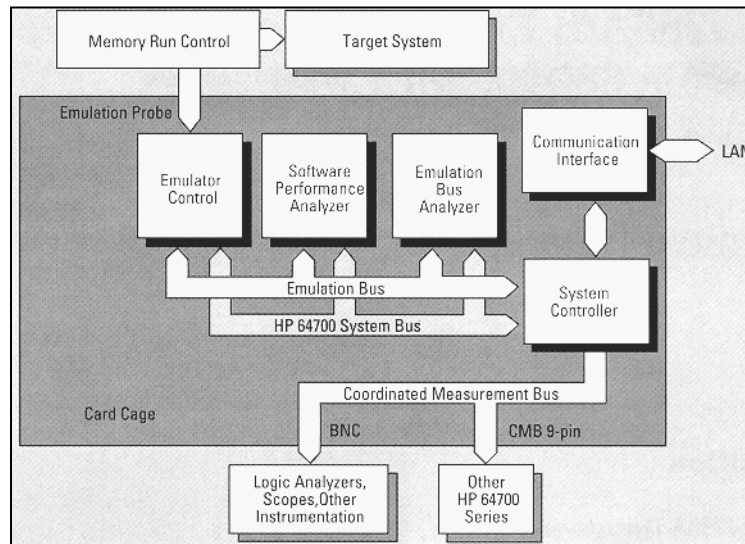 Memory Run Control
Target System
Emulation Probe
Emulator
Control
Software
Performance
Analyzer
Emulation
Bus
Analyzer
Communication
Interface
LAN
Emulation Bus
System
Controller
HP 64700 System Bus
Coordinated Measurement Bus
Card Cage
BNC
CMB 9-pin
Logic Analyzers,
Scopes,Other
Instrumentation
Other
HP 64700
Series